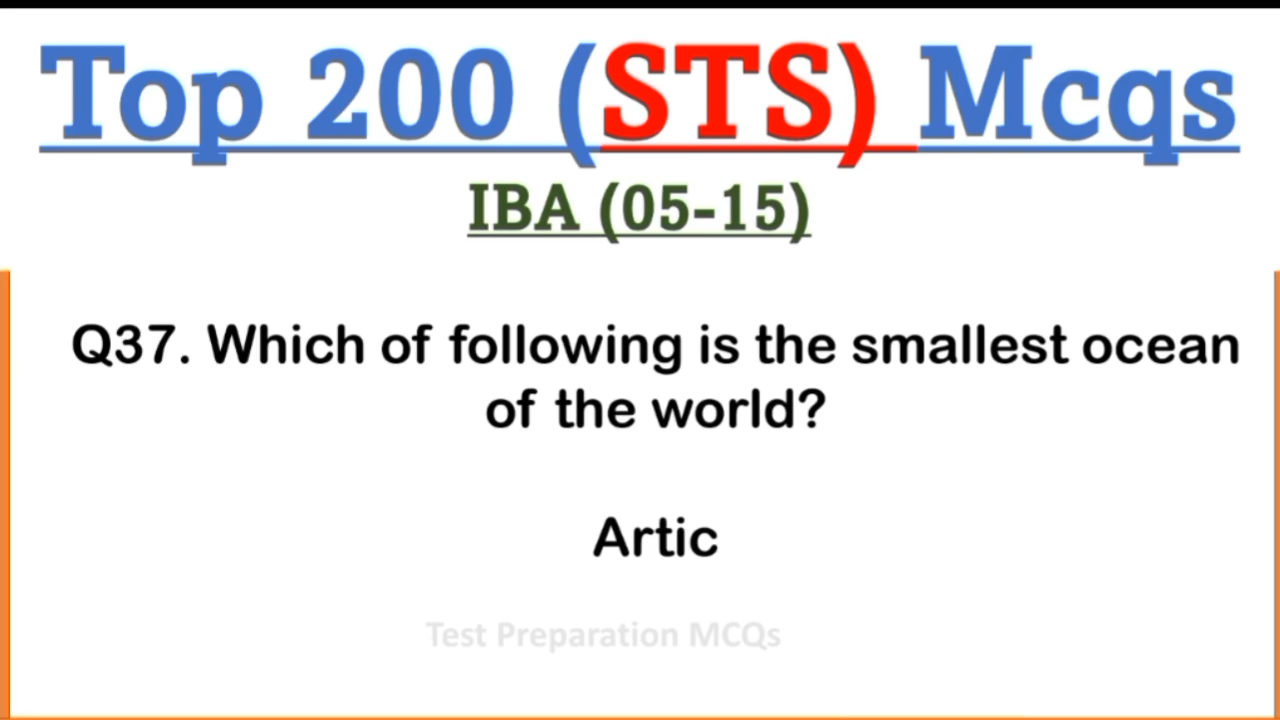 Top 200 (STS) Mcqs
IBA (05-15)
Q37. Which of following is the smallest ocean
of the world?
Artic
Test Preparation MCQs